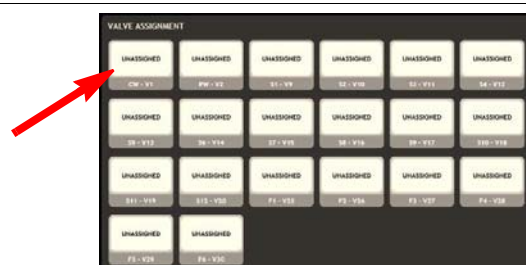 VALVE ASSIGNMENT
UNASSIGNED UNASSIGNED UNASSIGNED UNASSIGNED UNASSIGNED UNASSIGNED
CW - V1 RW - V2 S1 - V9 S2 - V10 S3 - V11 S4 - V12
UNASSIGNED UNASSIGNED UNASSIGNED UNASSIGNED UNASSIGNED UNASSIGNED
S5 - V13 S6 - V14 S7 - V15 S8 - V16 S9 - V17 S10 - V18
UNASSIGNED UNASSIGNED UNASSIGNED UNASSIGNED UNASSIGNED UNASSIGNED
S11 - V19 S12 - V20 F1 - V25 F2 - V26 F3 - V27 F4 - V28
UNASSIGNED UNASSIGNED
F5 - V29 F6 - V30